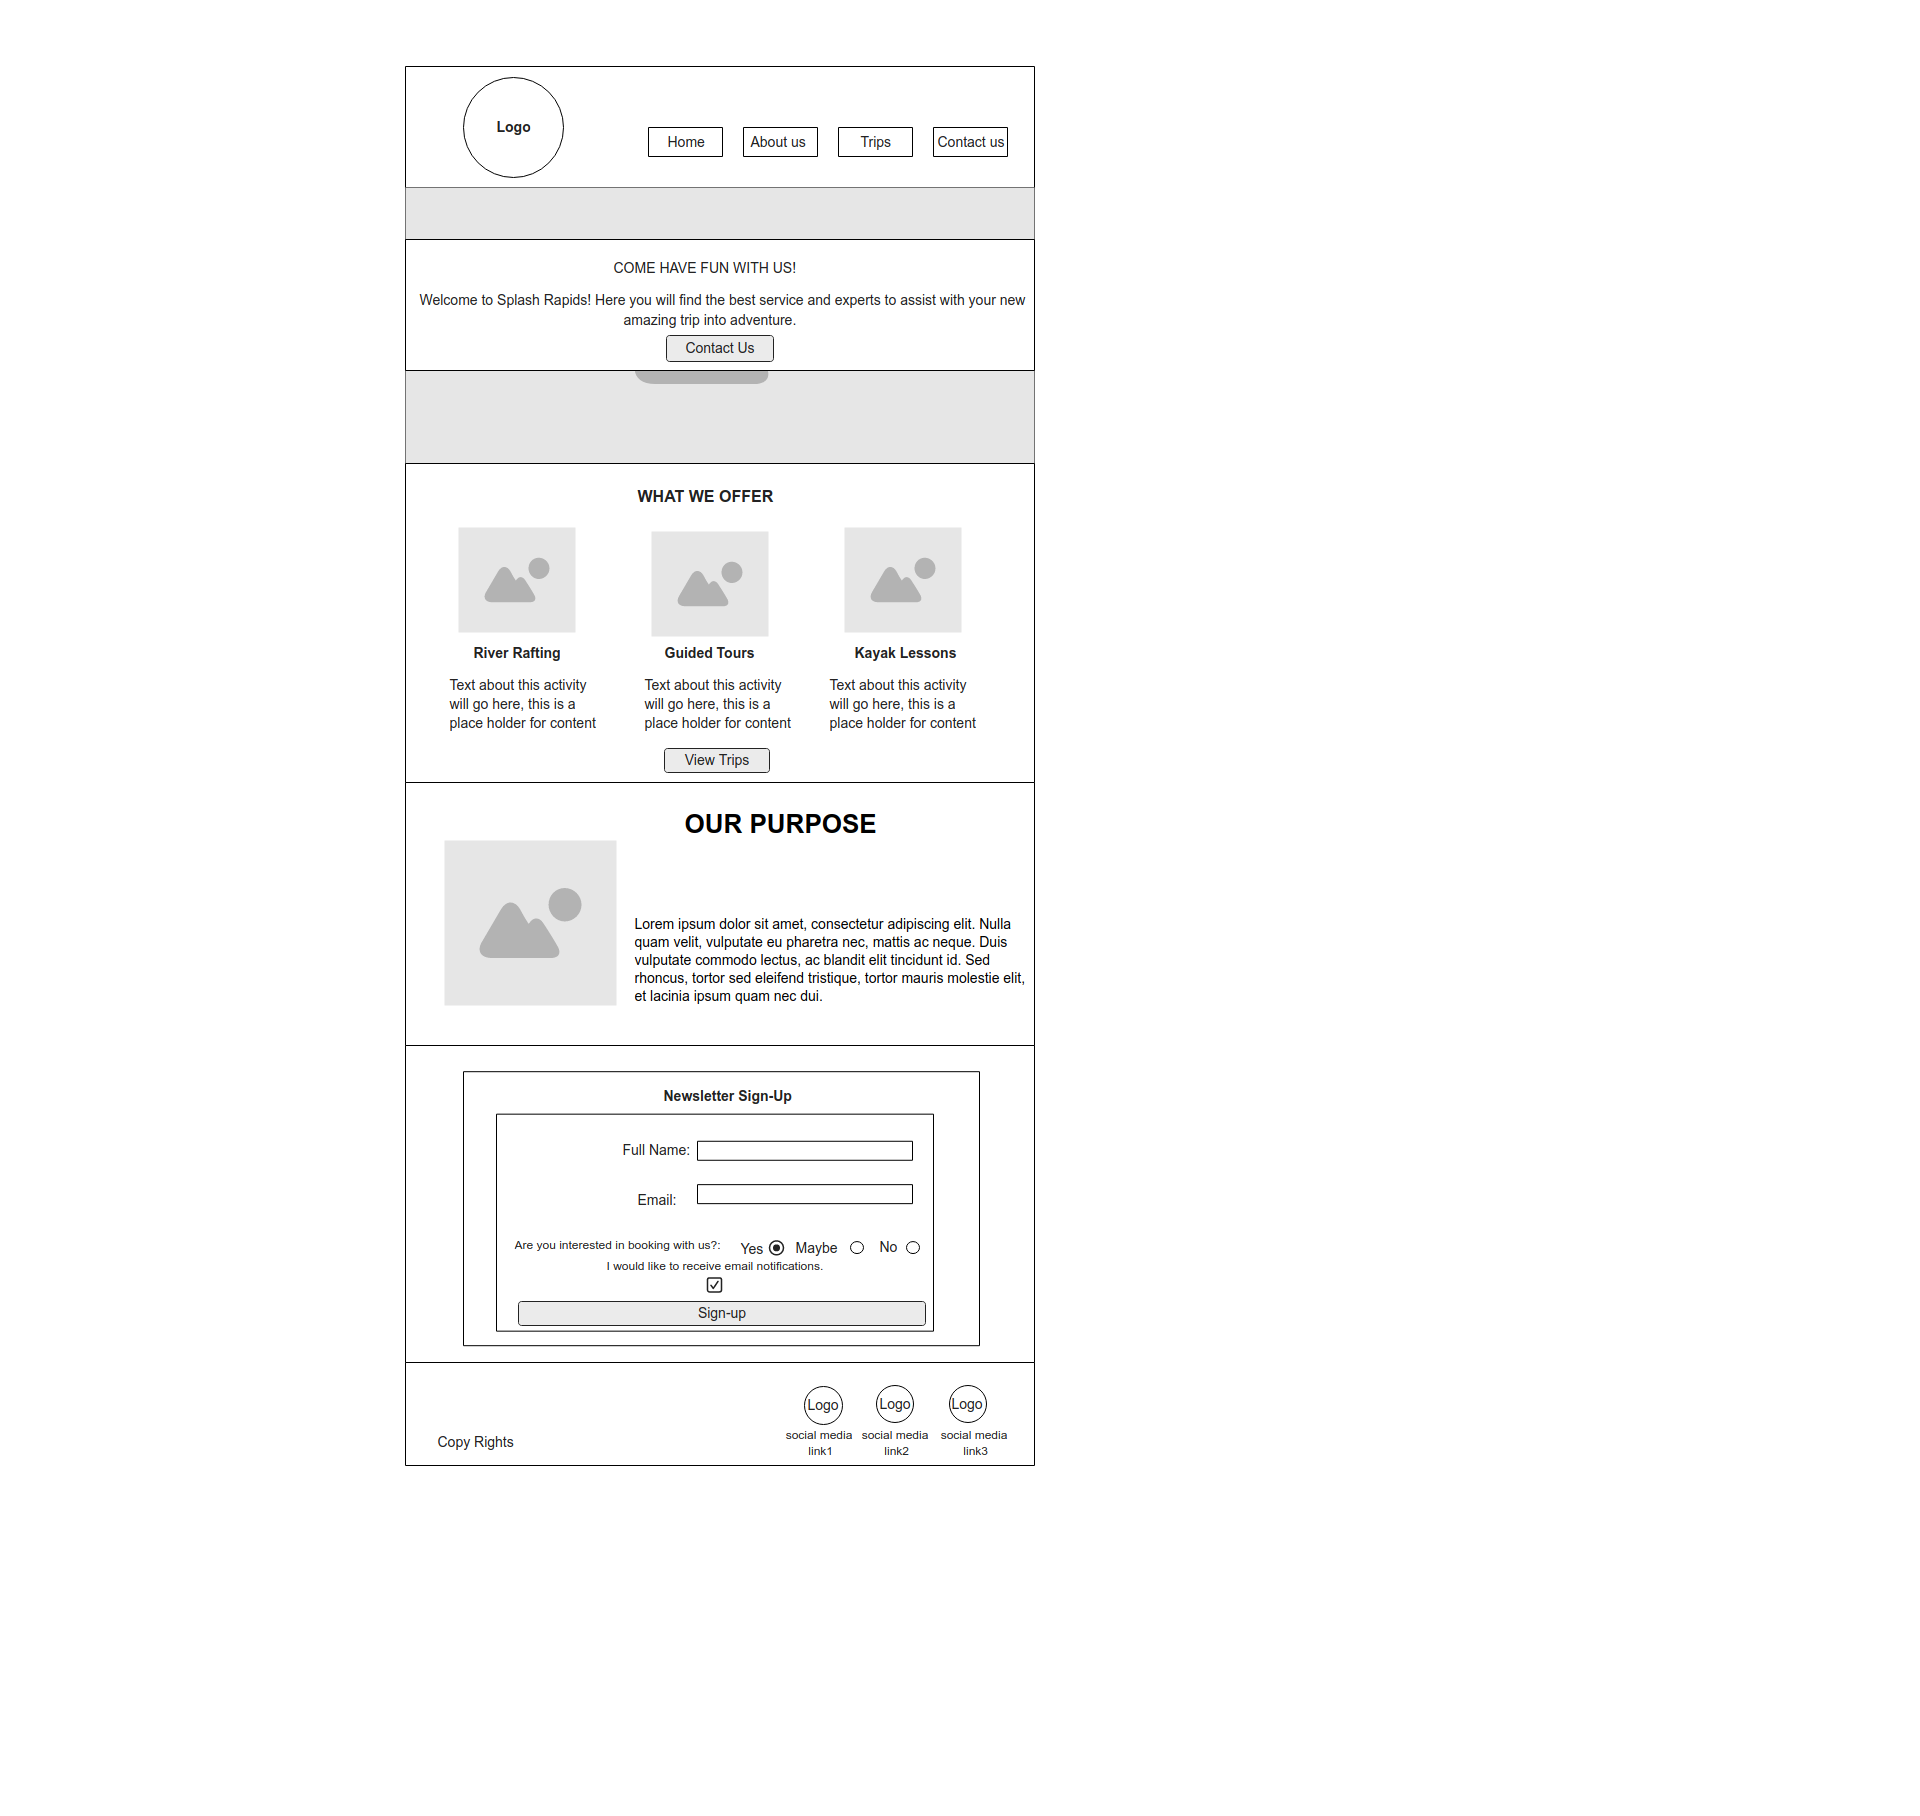 Logo
Home
About us
Trips
Contact us
COME HAVE FUN WITH US!
Welcome to Splash Rapids! Here you will find the best service and experts to assist with your new
amazing trip into adventure.
Contact Us
WHAT WE OFFER
River Rafting
Text about this activity
will go here, this is a
place holder for content
Guided Tours
Text about this activity
will go here, this is a
place holder for content
Kayak Lessons
Text about this activity
will go here, this is a
place holder for content
View Trips
OUR PURPOSE
Lorem ipsum dolor sit amet, consectetur adipiscing elit. Nulla
quam velit, vulputate eu pharetra nec, mattis ac neque. Duis
vulputate commodo lectus, ac blandit elit tincidunt id. Sed
rhoncus, tortor sed eleifend tristique, tortor mauris molestie elit,
et lacinia ipsum quam nec dui.
Newsletter Sign-Up
Full Name:
Email:
Are you interested in booking with us?: Yes Maybe No
I would like to receive email notifications.
Sign-up
Copy Rights
Logo
social media
link1
Logo
social media
link2
Logo
social media
link3